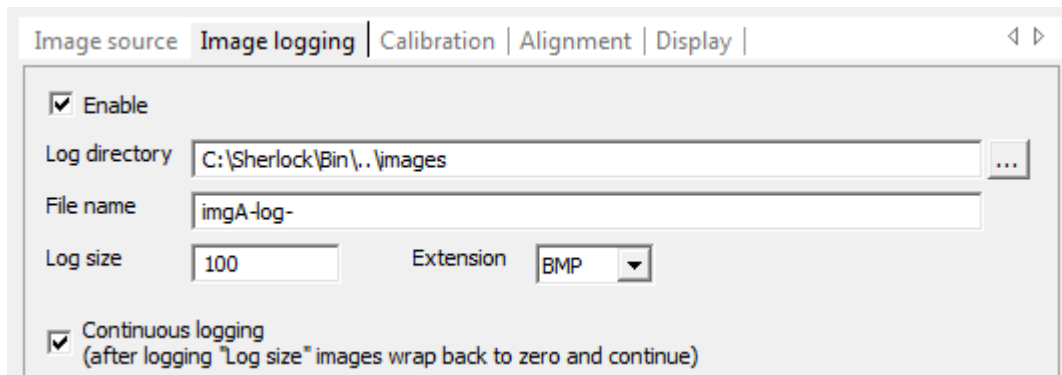 Image source Image logging | Calibration | Alignment | Display |
Enable
Log directory C:\Sherlock\Bin\..\images ...
File name imgA-log-
Log size 100 Extension BMP
Continuous logging
(after logging "Log size" images wrap back to zero and continue)